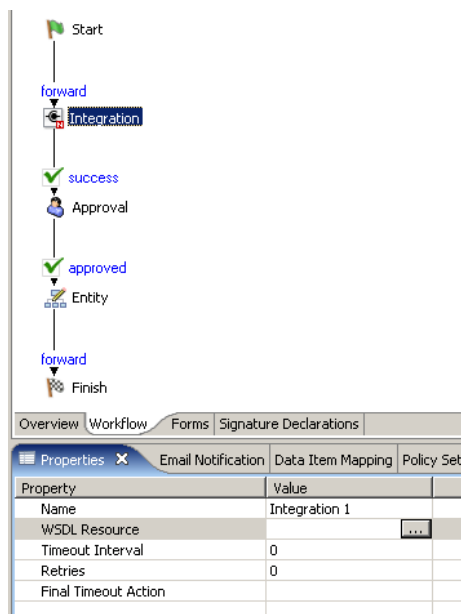 Start
forward
Integration
success
Approval
approved
Entity
forward
Finish
Overview Workflow Forms Signature Declarations
Properties Email Notification Data Item Mapping Policy Set
Property Value
Name Integration 1
WSDL Resource ...
Timeout Interval 0
Retries 0
Final Timeout Action